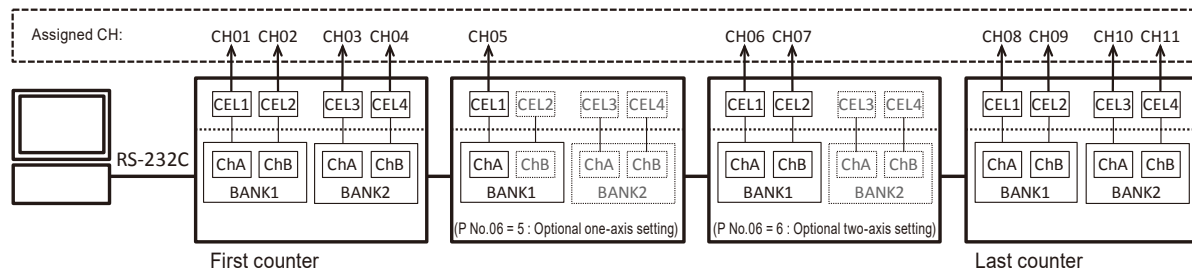 Assigned CH: CH01 CH02 CH03 CH04 CH05 CH06 CH07 CH08 CH09 CH10 CH11
CEL1 CEL2 CEL3 CEL4 CEL1 CEL2 CEL3 CEL4 CEL1 CEL2 CEL3 CEL4 CEL1 CEL2 CEL3 CEL4
RS-232C
ChA ChB ChA ChB ChA ChB ChA ChB ChA ChB ChA ChB ChA ChB ChA ChB
BANK1 BANK2 BANK1 BANK2 BANK1 BANK2 BANK1 BANK2
(P No.06 = 5 : Optional one-axis setting) (P No.06 = 6 : Optional two-axis setting)
First counter Last counter